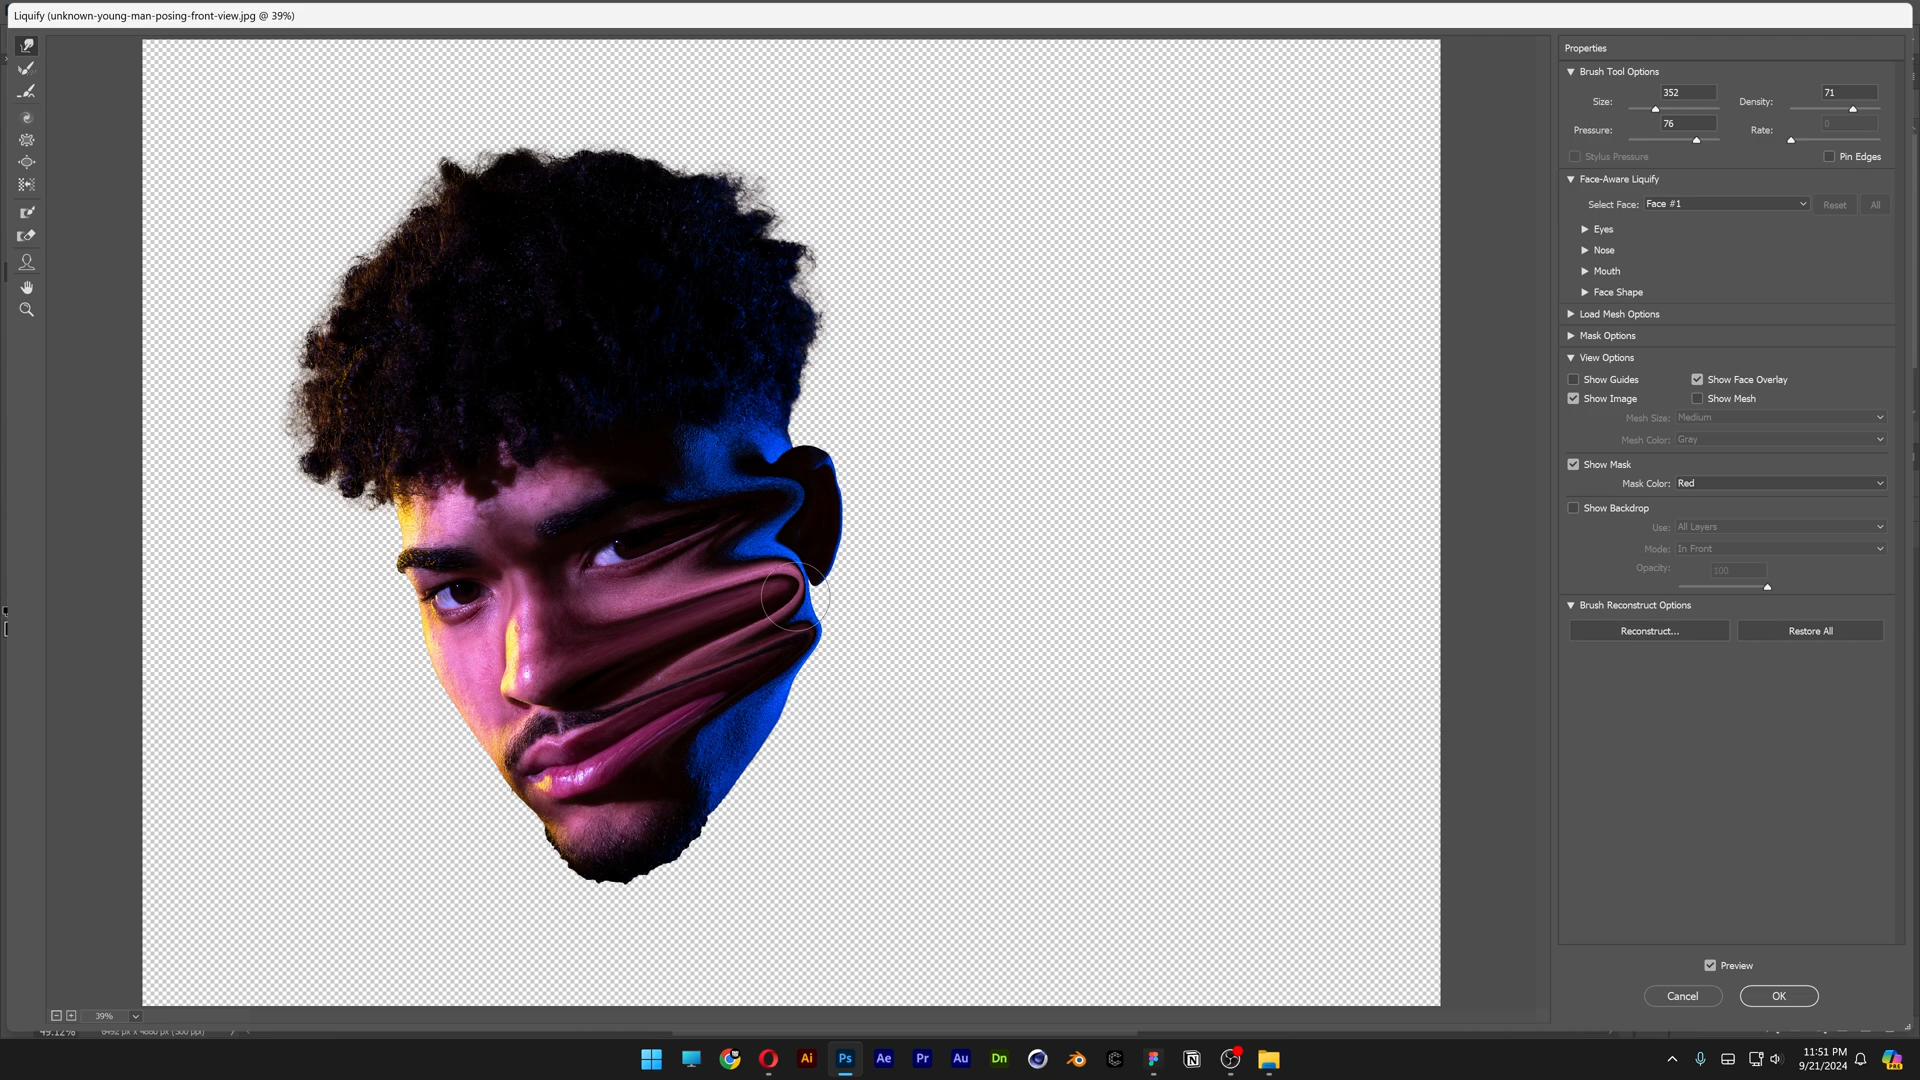 Liquify (unknown-young-man-posing-front-view.jpg @ 39%)
Properties
Brush Tool Options
Size: 352 Density: 71
Pressure: 76 Rate: 0
Stylus Pressure Pin Edges
Face-Aware Liquify
Select Face: Face #1 Reset All
Eyes
Nose
Mouth
Face Shape
Load Mesh Options
Mask Options
View Options
Show Guides Show Face Overlay
Show Image Show Mesh
Mesh Size: Medium
Mesh Color: Gray
Show Mask
Mask Color: Red
Show Backdrop
Use: All Layers
Mode: In Front
Opacity: 100
Brush Reconstruct Options
Reconstruct... Restore All
Preview
Cancel OK
39%
Ai Ps Ae Pr Au Dn
11:51 PM
9/21/2024